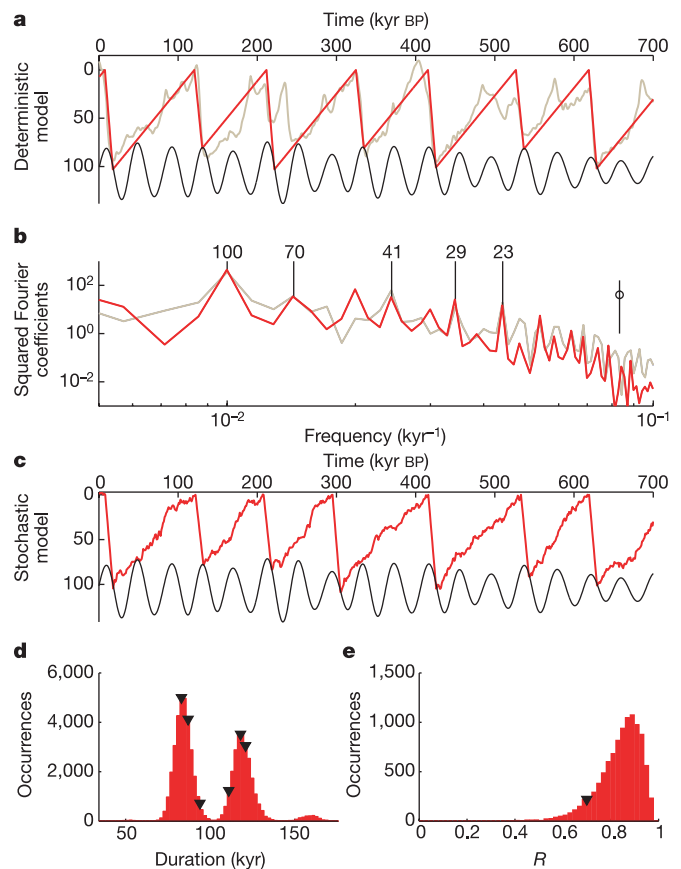 a
Time (kyr BP)
0 100 200 300 400 500 600 700
Deterministic
model
0
50
100
b
100 70 41 29 23
Squared Fourier
coefficients
10²
10⁰
10⁻²
10⁻² 10⁻¹
Frequency (kyr⁻¹)
c
Time (kyr BP)
0 100 200 300 400 500 600 700
Stochastic
model
0
50
100
d
Occurrences
6,000
4,000
2,000
0
50 100 150
Duration (kyr)
e
Occurrences
1,500
1,000
500
0
0 0.2 0.4 0.6 0.8 1
R